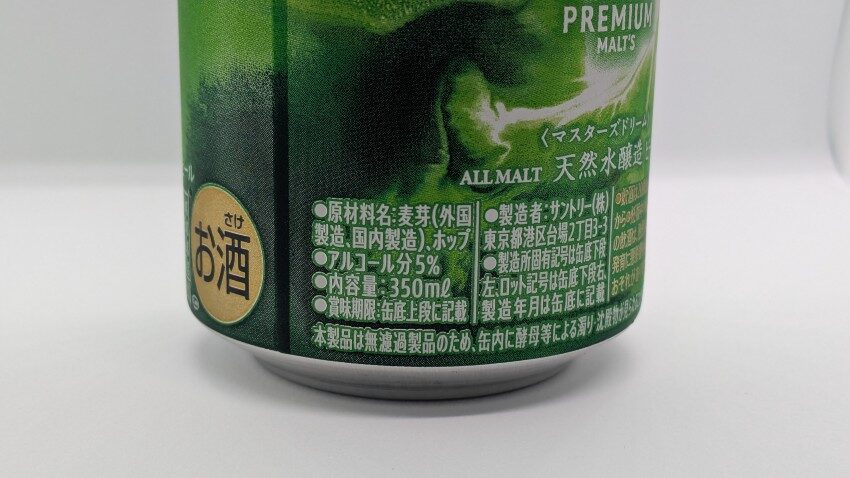 PREMIUM
MALT'S
〈マスターズドリーム
ALL MALT 天然水醸造
さけ
お酒
●原材料名:麦芽(外国
製造、国内製造)、ホップ
●アルコール分5%
●内容量:350mℓ
●賞味期限:缶底上段に記載
●製造者:サントリー(株)
東京都港区台場2丁目3-3
●製造所固有記号は缶底下段
左、ロット記号は缶底下段右、
製造年月は缶底に記載
本製品は無濾過製品のため、缶内に酵母等による濁り・沈殿物が